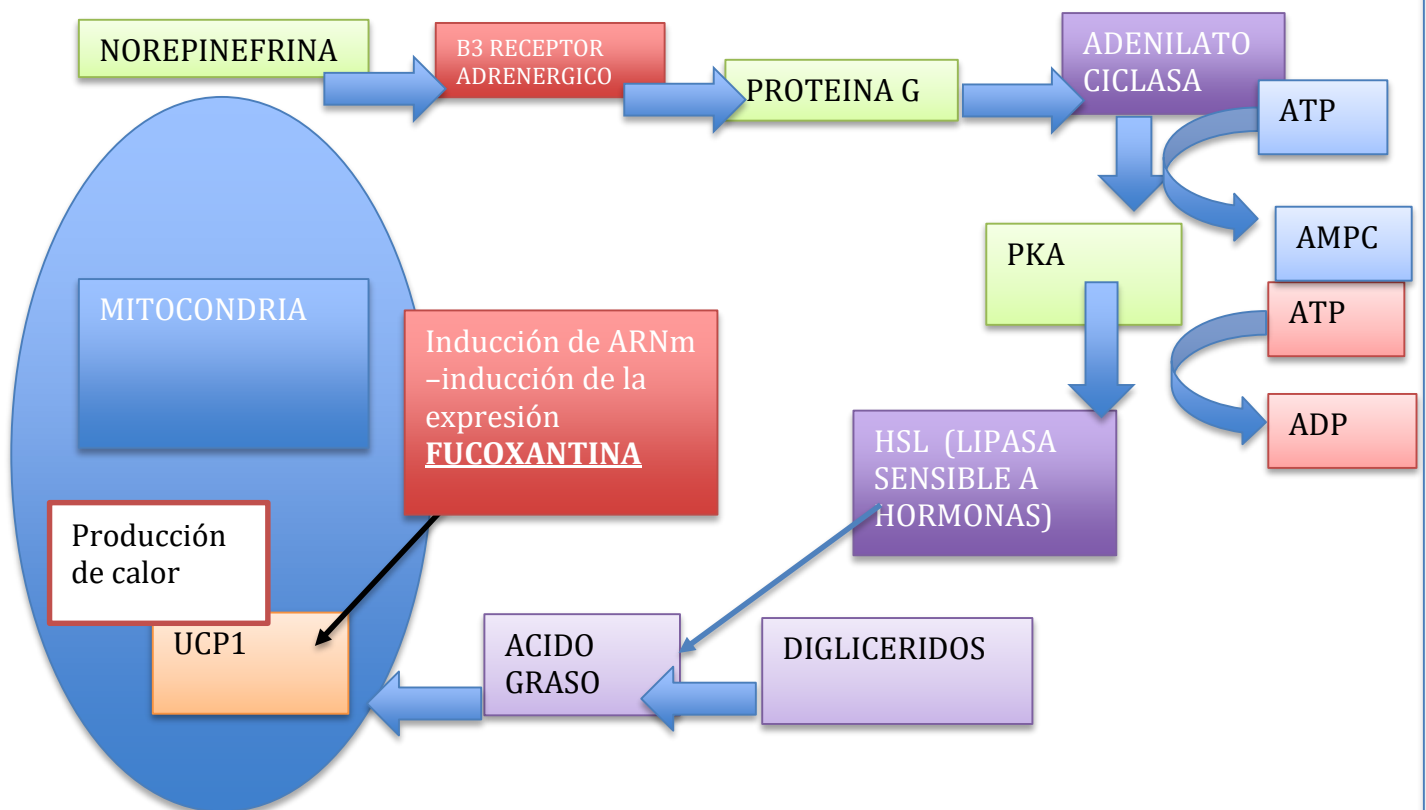 NOREPINEFRINA
B3 RECEPTOR
ADRENERGICO
PROTEINA G
ADENILATO
CICLASA
ATP
AMPC
PKA
ATP
ADP
MITOCONDRIA
Inducción de ARNm
–inducción de la
expresión
FUCOXANTINA
HSL (LIPASA
SENSIBLE A
HORMONAS)
Producción
de calor
UCP1
ACIDO
GRASO
DIGLICERIDOS